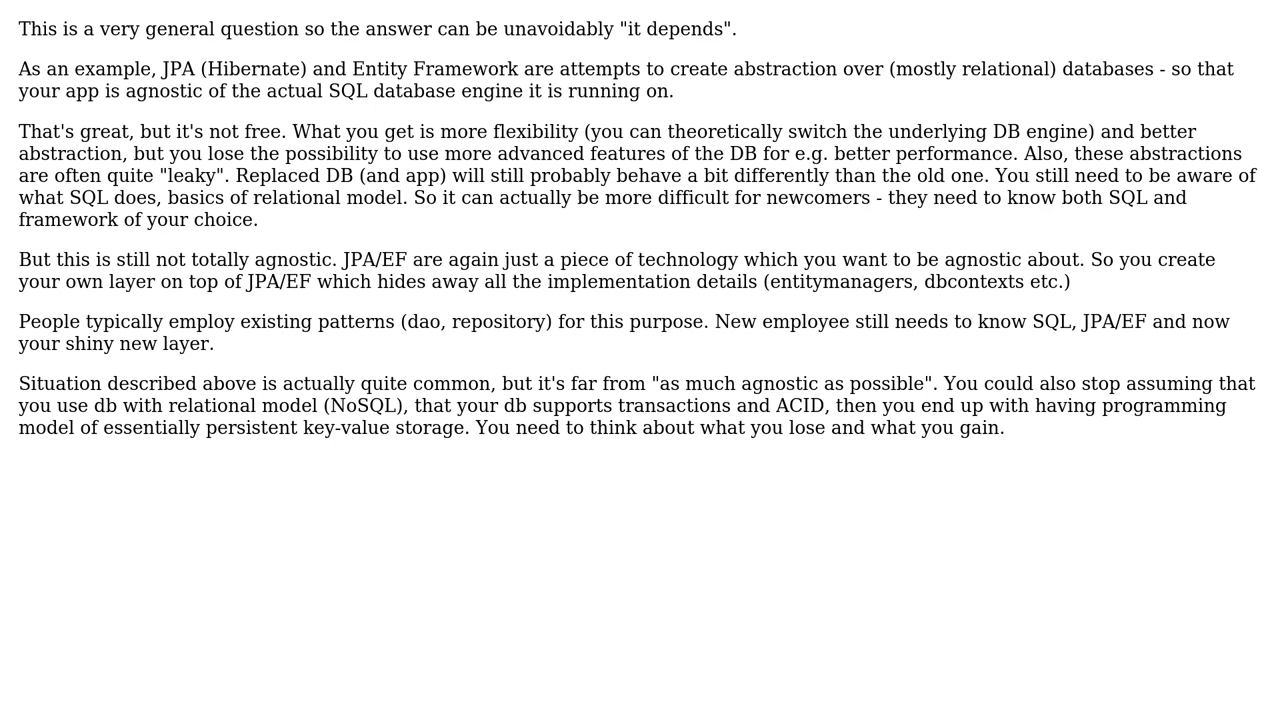 This is a very general question so the answer can be unavoidably "it depends".
As an example, JPA (Hibernate) and Entity Framework are attempts to create abstraction over (mostly relational) databases - so that
your app is agnostic of the actual SQL database engine it is running on.
That's great, but it's not free. What you get is more flexibility (you can theoretically switch the underlying DB engine) and better
abstraction, but you lose the possibility to use more advanced features of the DB for e.g. better performance. Also, these abstractions
are often quite "leaky". Replaced DB (and app) will still probably behave a bit differently than the old one. You still need to be aware of
what SQL does, basics of relational model. So it can actually be more difficult for newcomers - they need to know both SQL and
framework of your choice.
But this is still not totally agnostic. JPA/EF are again just a piece of technology which you want to be agnostic about. So you create
your own layer on top of JPA/EF which hides away all the implementation details (entitymanagers, dbcontexts etc.)
People typically employ existing patterns (dao, repository) for this purpose. New employee still needs to know SQL, JPA/EF and now
your shiny new layer.
Situation described above is actually quite common, but it's far from "as much agnostic as possible". You could also stop assuming that
you use db with relational model (NoSQL), that your db supports transactions and ACID, then you end up with having programming
model of essentially persistent key-value storage. You need to think about what you lose and what you gain.